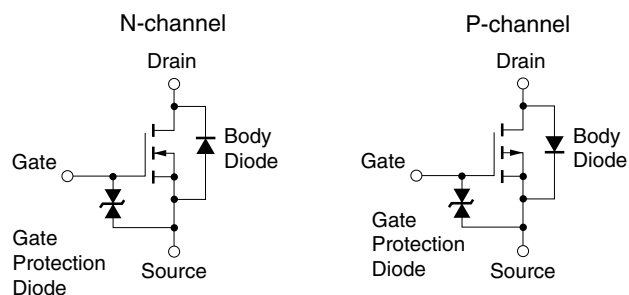 N-channel
Drain
Gate
Body
Diode
Gate
Protection
Diode
Source
P-channel
Drain
Gate
Body
Diode
Gate
Protection
Diode
Source